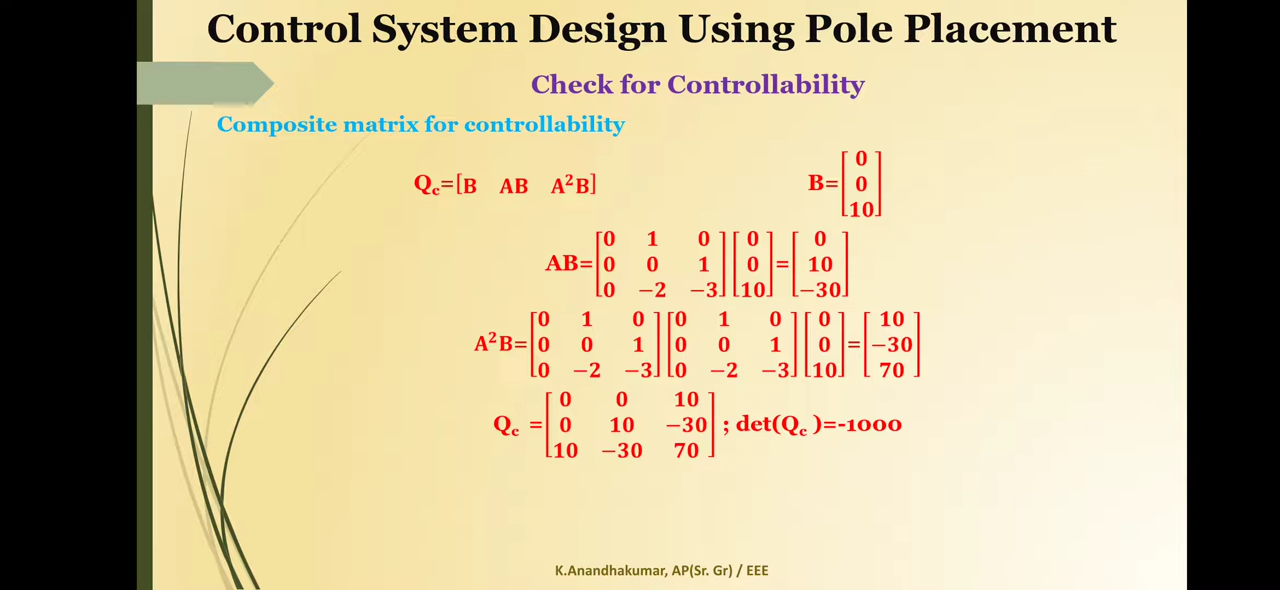 Control System Design Using Pole Placement
Check for Controllability
Composite matrix for controllability
Q_c=[B AB A²B]
B=[0; 0; 10]
AB=[0 1 0; 0 0 1; 0 −2 −3][0; 0; 10]=[0; 10; −30]
A²B=[0 1 0; 0 0 1; 0 −2 −3][0 1 0; 0 0 1; 0 −2 −3][0; 0; 10]=[10; −30; 70]
Q_c =[0 0 10; 0 10 −30; 10 −30 70] ; det(Q_c )=-1000
K.Anandhakumar, AP(Sr. Gr) / EEE